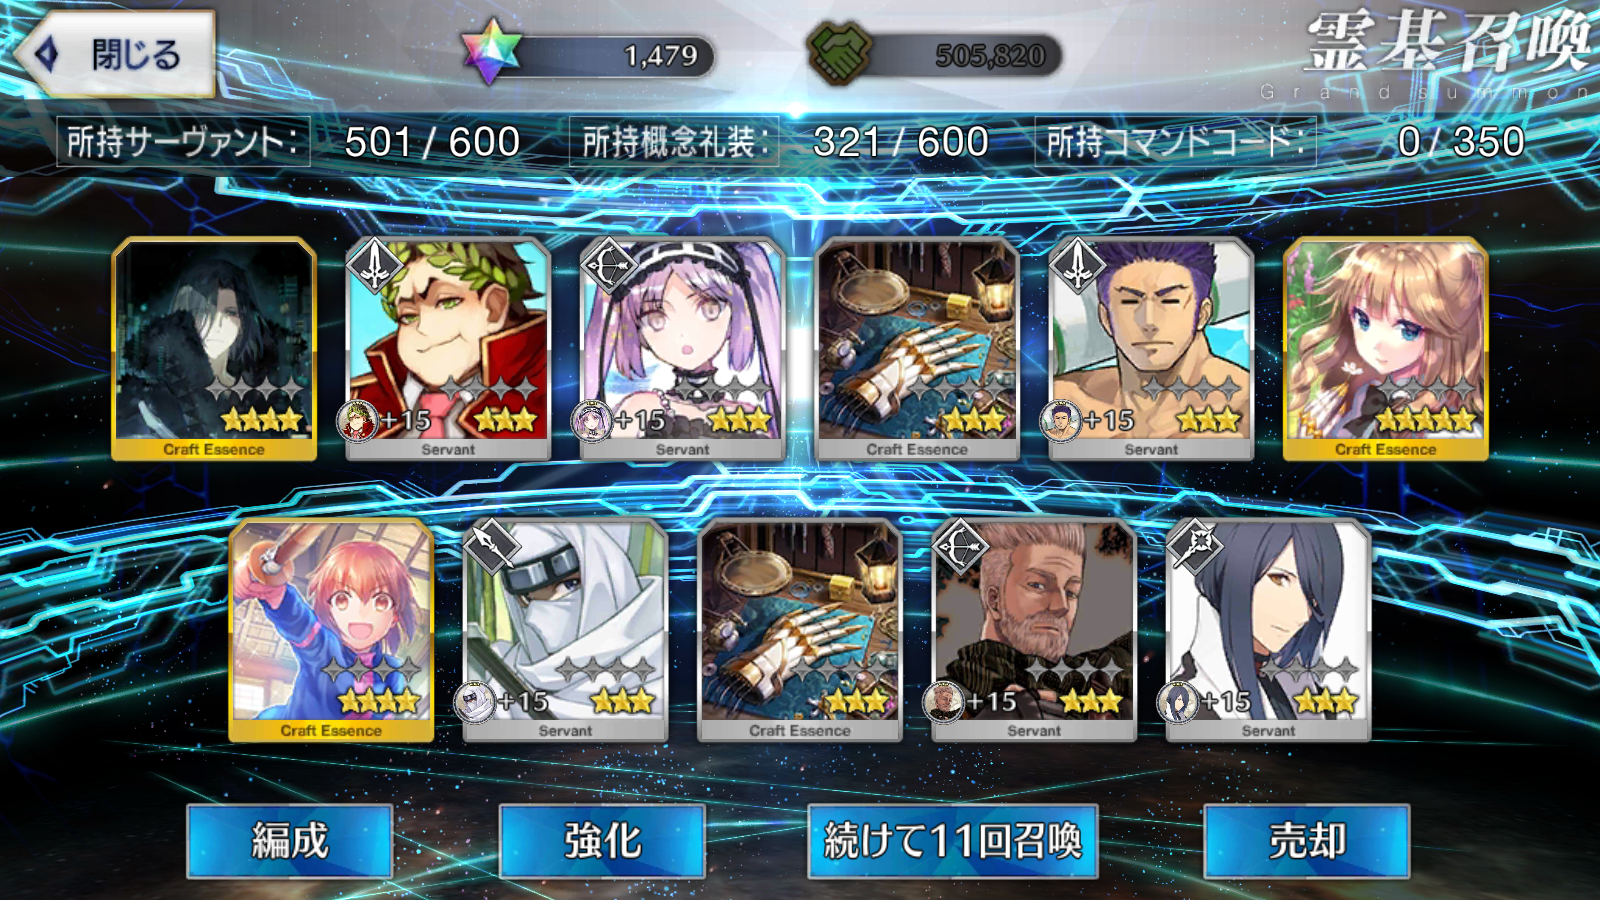 閉じる
1,479
505,820
霊基召喚
Grand summon
所持サーヴァント: 501 / 600
所持概念礼装: 321 / 600
所持コマンドコード: 0 / 350
Craft Essence
+15
Servant
+15
Servant
Craft Essence
+15
Servant
Craft Essence
Craft Essence
+15
Servant
Craft Essence
+15
Servant
+15
Servant
編成
強化
続けて11回召喚
売却